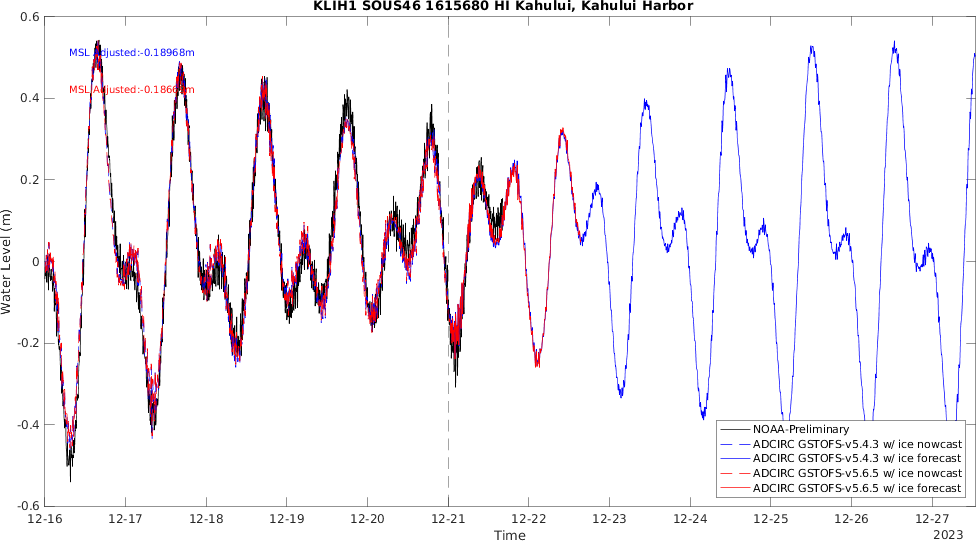 KLIH1 SOUS46 1615680 HI Kahului, Kahului Harbor
0.6
0.4
0.2
0
-0.2
-0.4
-0.6
Water Level (m)
MSL Adjusted:-0.18968m
MSL Adjusted:
NOAA-Preliminary
ADCIRC GSTOFS-v5.4.3 w/ ice nowcast
ADCIRC GSTOFS-v5.4.3 w/ ice forecast
ADCIRC GSTOFS-v5.6.5 w/ ice nowcast
ADCIRC GSTOFS-v5.6.5 w/ ice forecast
12-16 12-17 12-18 12-19 12-20 12-21 12-22 12-23 12-24 12-25 12-26 12-27
Time
2023